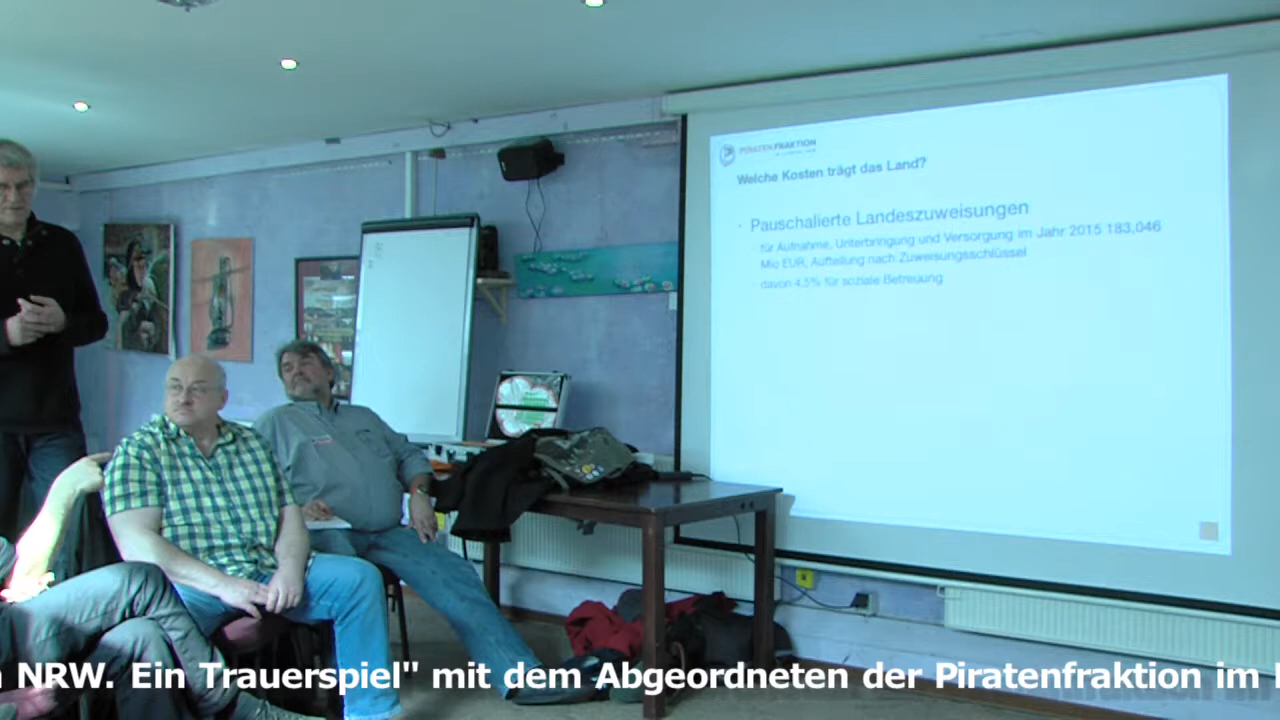 PIRATENFRAKTION
Welche Kosten trägt das Land?
Pauschalierte Landeszuweisungen
für Aufnahme, Unterbringung und Versorgung im Jahr 2015 183,046
Mio EUR, Aufteilung nach Zuweisungsschlüssel
davon 4,5% für soziale Betreuung
NRW. Ein Trauerspiel" mit dem Abgeordneten der Piratenfraktion im